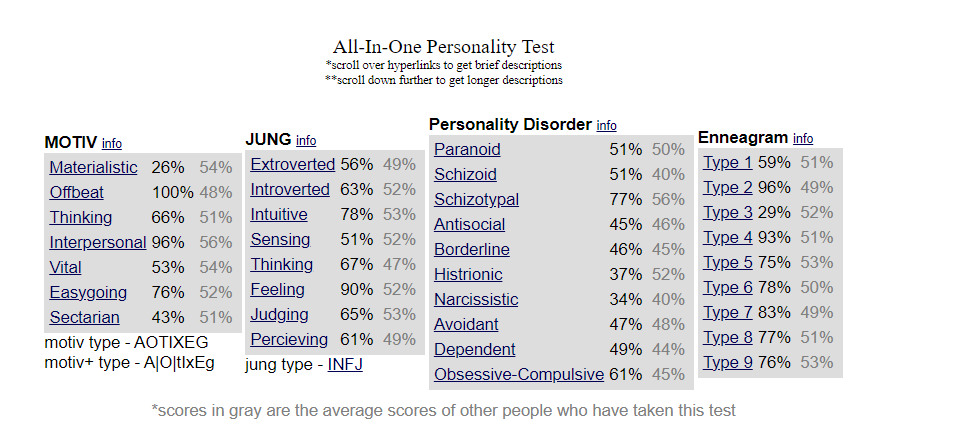 All-In-One Personality Test
*scroll over hyperlinks to get brief descriptions
**scroll down further to get longer descriptions
MOTIV info
Materialistic 26% 54%
Offbeat 100% 48%
Thinking 66% 51%
Interpersonal 96% 56%
Vital 53% 54%
Easygoing 76% 52%
Sectarian 43% 51%
motiv type - AOTIXEG
motiv+ type - A|O|tIxEg
JUNG info
Extroverted 56% 49%
Introverted 63% 52%
Intuitive 78% 53%
Sensing 51% 52%
Thinking 67% 47%
Feeling 90% 52%
Judging 65% 53%
Percieving 61% 49%
jung type - INFJ
Personality Disorder info
Paranoid 51% 50%
Schizoid 51% 40%
Schizotypal 77% 56%
Antisocial 45% 46%
Borderline 46% 45%
Histrionic 37% 52%
Narcissistic 34% 40%
Avoidant 47% 48%
Dependent 49% 44%
Obsessive-Compulsive 61% 45%
Enneagram info
Type 1 59% 51%
Type 2 96% 49%
Type 3 29% 52%
Type 4 93% 51%
Type 5 75% 53%
Type 6 78% 50%
Type 7 83% 49%
Type 8 77% 51%
Type 9 76% 53%
*scores in gray are the average scores of other people who have taken this test